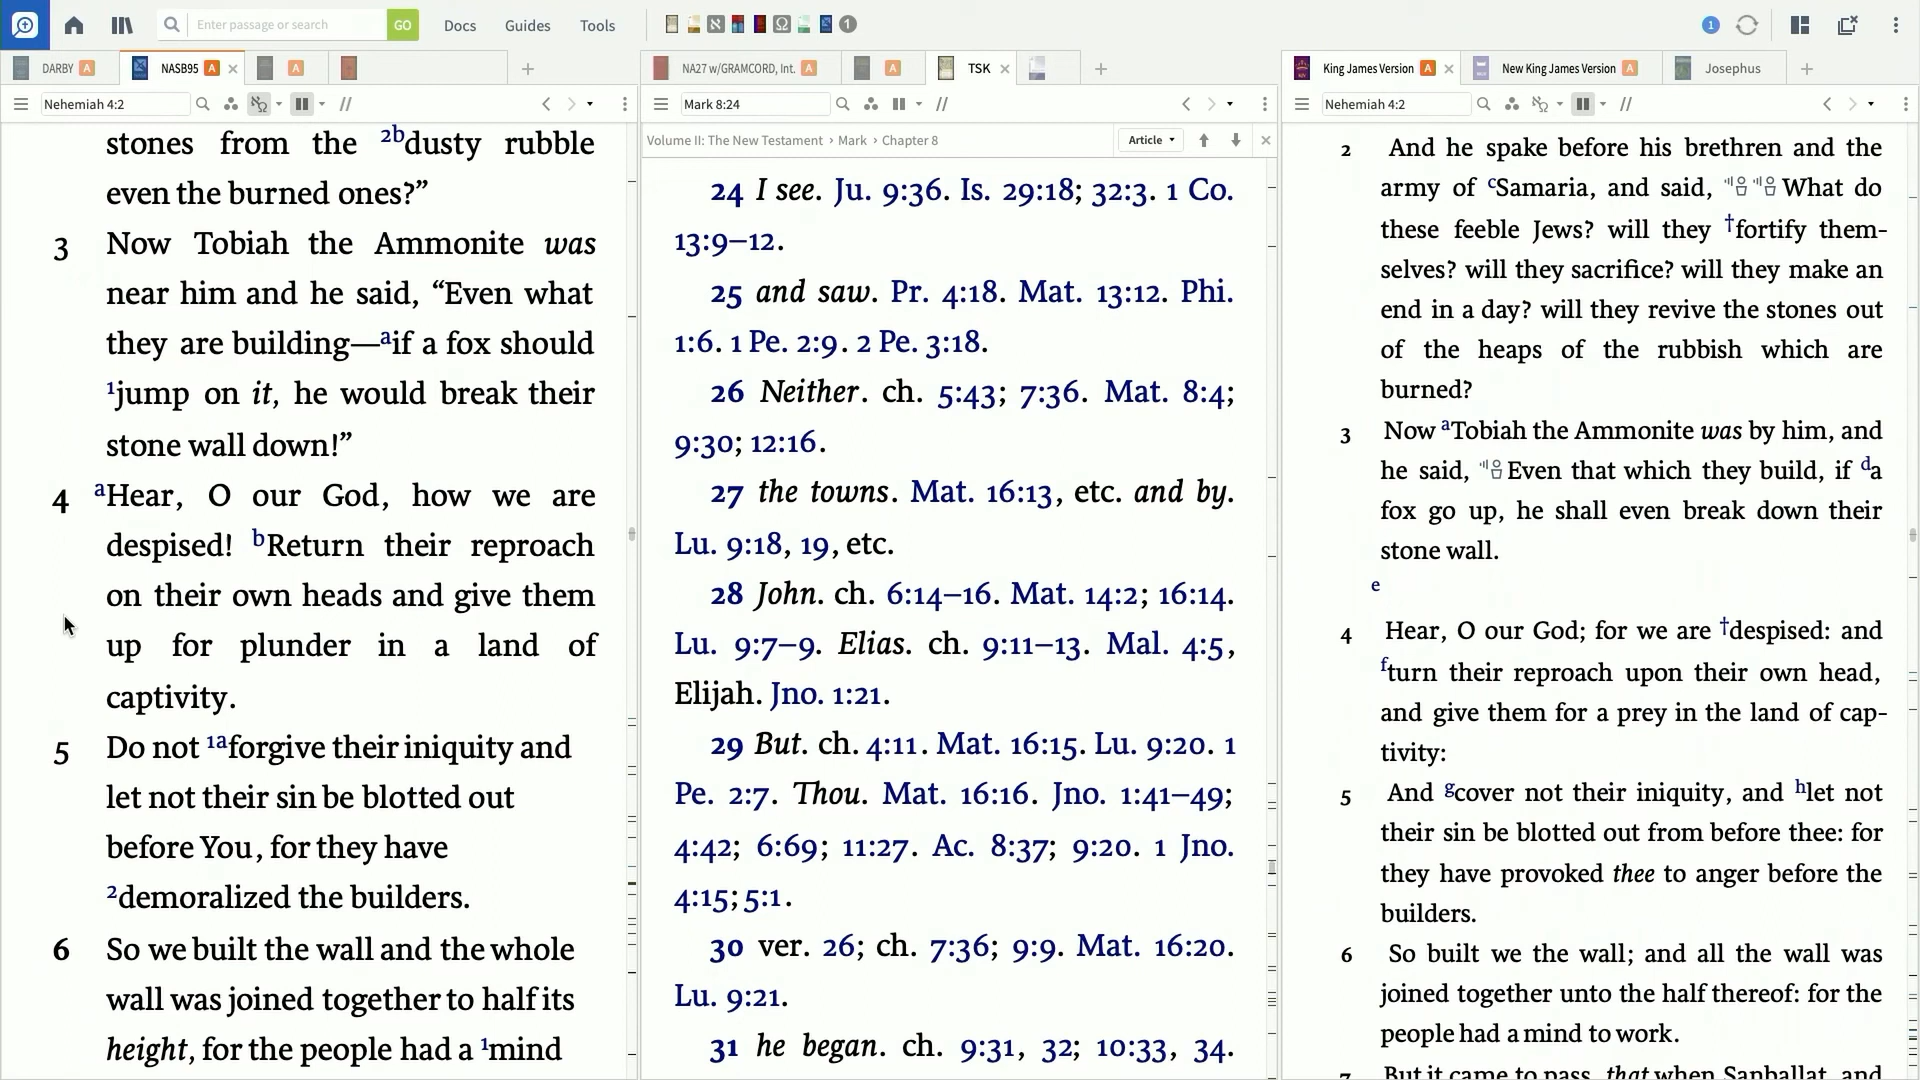 Enter passage or search
GO
Docs
Guides
Tools
1
1
DARBY A
NASB95 A
A
NA27 w/GRAMCORD, Int. A
A
TSK
King James Version A
New King James Version A
Josephus
Nehemiah 4:2
Mark 8:24
Nehemiah 4:2
stones from the 2bdusty rubble
even the burned ones?”
3 Now Tobiah the Ammonite was
near him and he said, “Even what
they are building—aif a fox should
1jump on it, he would break their
stone wall down!”
4 aHear, O our God, how we are
despised! bReturn their reproach
on their own heads and give them
up for plunder in a land of
captivity.
5 Do not 1aforgive their iniquity and
let not their sin be blotted out
before You, for they have
2demoralized the builders.
6 So we built the wall and the whole
wall was joined together to half its
height, for the people had a 1mind
Volume II: The New Testament › Mark › Chapter 8
Article
24 I see. Ju. 9:36. Is. 29:18; 32:3. 1 Co.
13:9–12.
25 and saw. Pr. 4:18. Mat. 13:12. Phi.
1:6. 1 Pe. 2:9. 2 Pe. 3:18.
26 Neither. ch. 5:43; 7:36. Mat. 8:4;
9:30; 12:16.
27 the towns. Mat. 16:13, etc. and by.
Lu. 9:18, 19, etc.
28 John. ch. 6:14–16. Mat. 14:2; 16:14.
Lu. 9:7–9. Elias. ch. 9:11–13. Mal. 4:5,
Elijah. Jno. 1:21.
29 But. ch. 4:11. Mat. 16:15. Lu. 9:20. 1
Pe. 2:7. Thou. Mat. 16:16. Jno. 1:41–49;
4:42; 6:69; 11:27. Ac. 8:37; 9:20. 1 Jno.
4:15; 5:1.
30 ver. 26; ch. 7:36; 9:9. Mat. 16:20.
Lu. 9:21.
31 he began. ch. 9:31, 32; 10:33, 34.
2 And he spake before his brethren and the
army of cSamaria, and said, What do
these feeble Jews? will they †fortify them-
selves? will they sacrifice? will they make an
end in a day? will they revive the stones out
of the heaps of the rubbish which are
burned?
3 Now aTobiah the Ammonite was by him, and
he said, Even that which they build, if da
fox go up, he shall even break down their
stone wall.
e
4 Hear, O our God; for we are †despised: and
fturn their reproach upon their own head,
and give them for a prey in the land of cap-
tivity:
5 And gcover not their iniquity, and hlet not
their sin be blotted out from before thee: for
they have provoked thee to anger before the
builders.
6 So built we the wall; and all the wall was
joined together unto the half thereof: for the
people had a mind to work.
7 But it came to pass, that when Sanballat, and